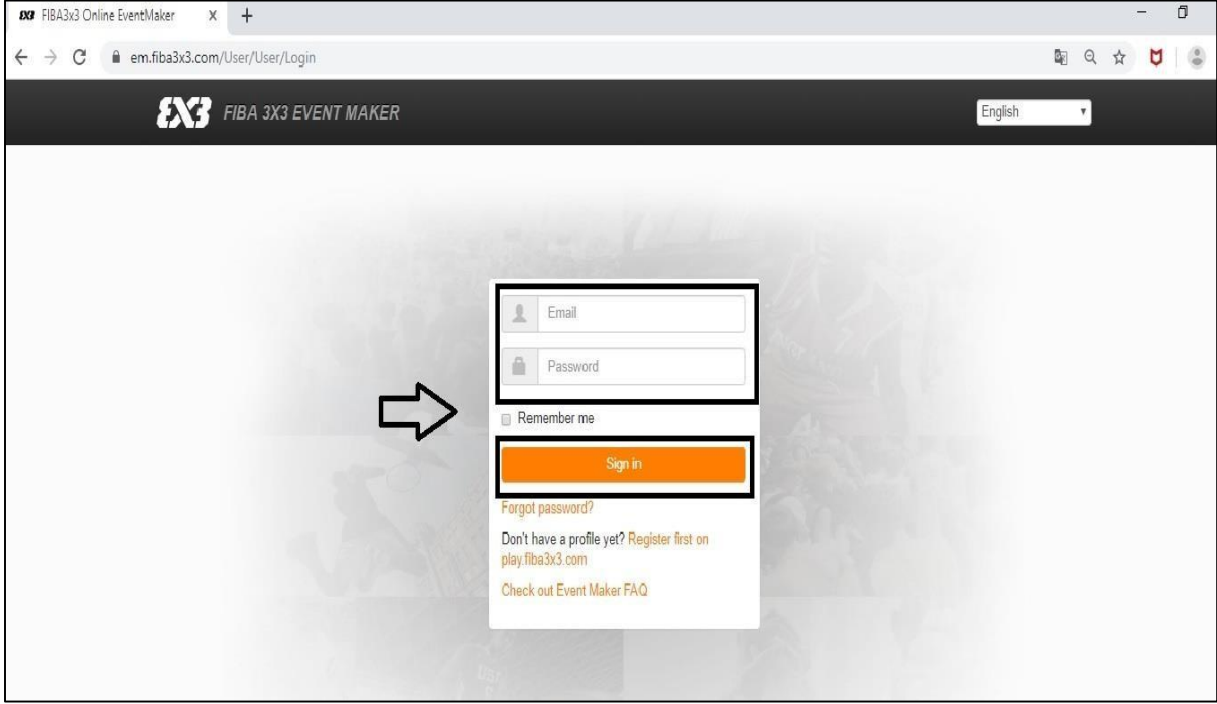 FIBA3x3 Online EventMaker
em.fiba3x3.com/User/User/Login
3X3 FIBA 3X3 EVENT MAKER
English
Email
Password
Remember me
Sign in
Forgot password?
Don't have a profile yet? Register first on
play.fiba3x3.com
Check out Event Maker FAQ